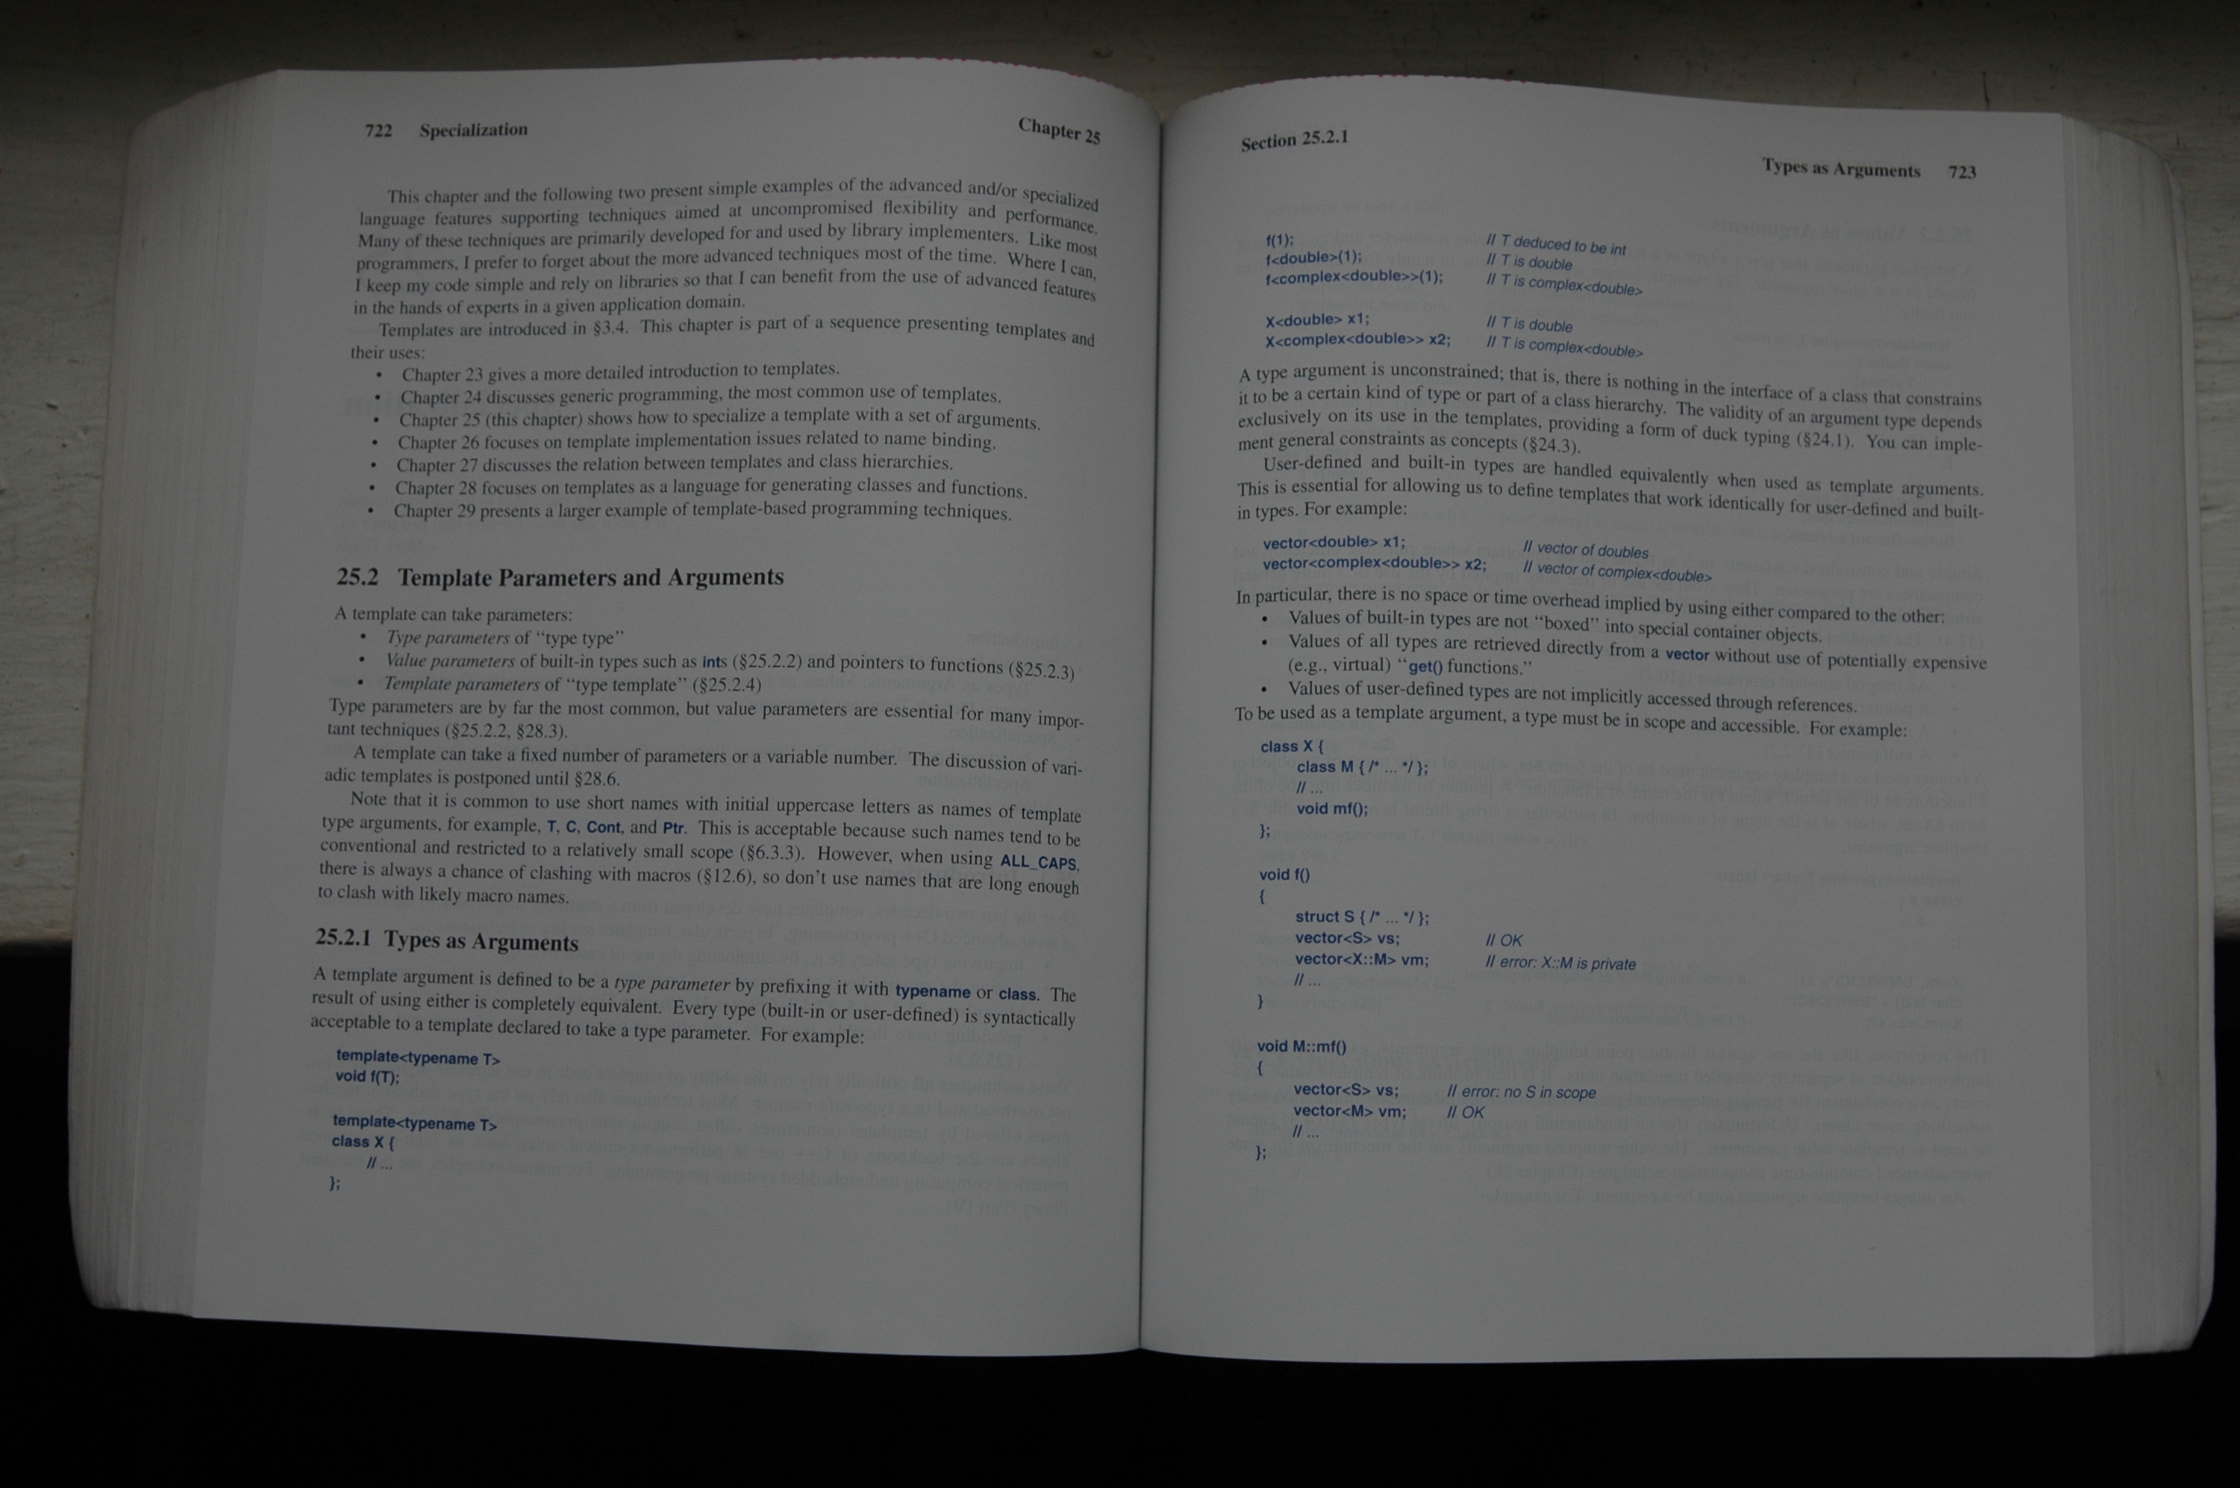 722 Specialization Chapter 25
This chapter and the following two present simple examples of the advanced and/or specialized
language features supporting techniques aimed at uncompromised flexibility and performance.
Many of these techniques are primarily developed for and used by library implementers. Like most
programmers, I prefer to forget about the more advanced techniques most of the time. Where I can,
I keep my code simple and rely on libraries so that I can benefit from the use of advanced features
in the hands of experts in a given application domain.
Templates are introduced in §3.4. This chapter is part of a sequence presenting templates and
their uses:
• Chapter 23 gives a more detailed introduction to templates.
• Chapter 24 discusses generic programming, the most common use of templates.
• Chapter 25 (this chapter) shows how to specialize a template with a set of arguments.
• Chapter 26 focuses on template implementation issues related to name binding.
• Chapter 27 discusses the relation between templates and class hierarchies.
• Chapter 28 focuses on templates as a language for generating classes and functions.
• Chapter 29 presents a larger example of template-based programming techniques.
25.2 Template Parameters and Arguments
A template can take parameters:
• Type parameters of “type type”
• Value parameters of built-in types such as ints (§25.2.2) and pointers to functions (§25.2.3)
• Template parameters of “type template” (§25.2.4)
Type parameters are by far the most common, but value parameters are essential for many impor-
tant techniques (§25.2.2, §28.3).
A template can take a fixed number of parameters or a variable number. The discussion of vari-
adic templates is postponed until §28.6.
Note that it is common to use short names with initial uppercase letters as names of template
type arguments, for example, T, C, Cont, and Ptr. This is acceptable because such names tend to be
conventional and restricted to a relatively small scope (§6.3.3). However, when using ALL_CAPS,
there is always a chance of clashing with macros (§12.6), so don’t use names that are long enough
to clash with likely macro names.
25.2.1 Types as Arguments
A template argument is defined to be a type parameter by prefixing it with typename or class. The
result of using either is completely equivalent. Every type (built-in or user-defined) is syntactically
acceptable to a template declared to take a type parameter. For example:
template<typename T>
void f(T);
template<typename T>
class X {
// ...
};
Section 25.2.1 Types as Arguments 723
f(1); // T deduced to be int
f<double>(1); // T is double
f<complex<double>>(1); // T is complex<double>
X<double> x1; // T is double
X<complex<double>> x2; // T is complex<double>
A type argument is unconstrained; that is, there is nothing in the interface of a class that constrains
it to be a certain kind of type or part of a class hierarchy. The validity of an argument type depends
exclusively on its use in the templates, providing a form of duck typing (§24.1). You can imple-
ment general constraints as concepts (§24.3).
User-defined and built-in types are handled equivalently when used as template arguments.
This is essential for allowing us to define templates that work identically for user-defined and built-
in types. For example:
vector<double> x1; // vector of doubles
vector<complex<double>> x2; // vector of complex<double>
In particular, there is no space or time overhead implied by using either compared to the other:
• Values of built-in types are not “boxed” into special container objects.
• Values of all types are retrieved directly from a vector without use of potentially expensive
(e.g., virtual) “get() functions.”
• Values of user-defined types are not implicitly accessed through references.
To be used as a template argument, a type must be in scope and accessible. For example:
class X {
class M { /* ... */ };
// ...
void mf();
};
void f()
{
struct S { /* ... */ };
vector<S> vs; // OK
vector<X::M> vm; // error: X::M is private
// ...
}
void M::mf()
{
vector<S> vs; // error: no S in scope
vector<M> vm; // OK
// ...
};